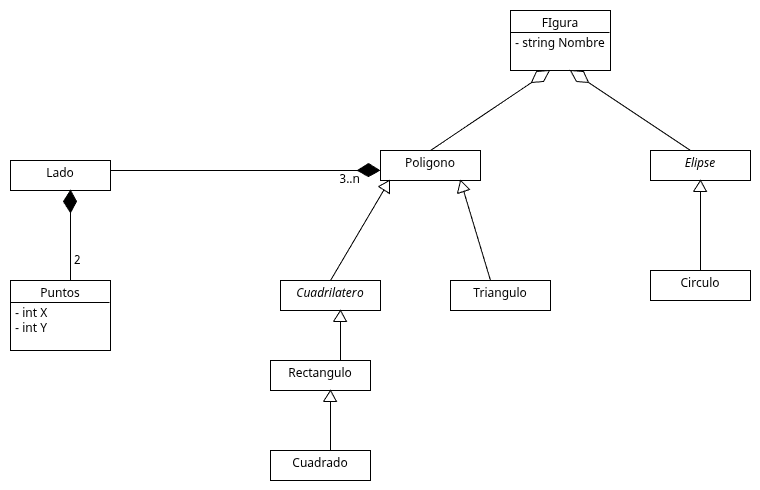 FIgura
- string Nombre
Lado
Poligono
Elipse
3..n
2
Puntos
- int X
- int Y
Cuadrilatero
Triangulo
Circulo
Rectangulo
Cuadrado